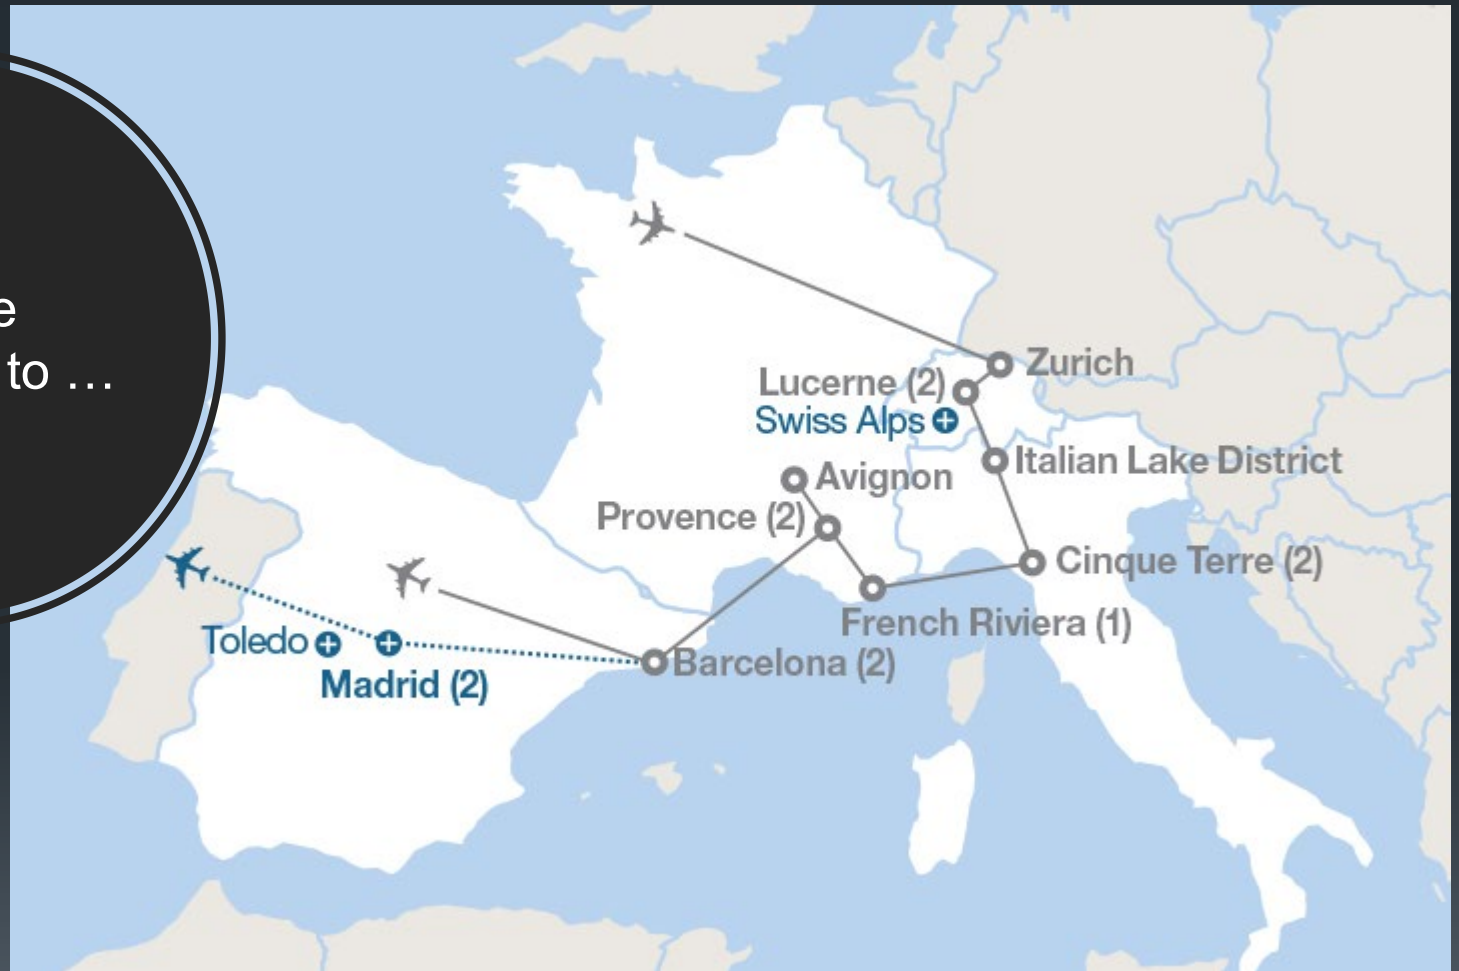 e
to …
Zurich
Lucerne (2)
Swiss Alps
Italian Lake District
Avignon
Provence (2)
Cinque Terre (2)
French Riviera (1)
Toledo
Barcelona (2)
Madrid (2)